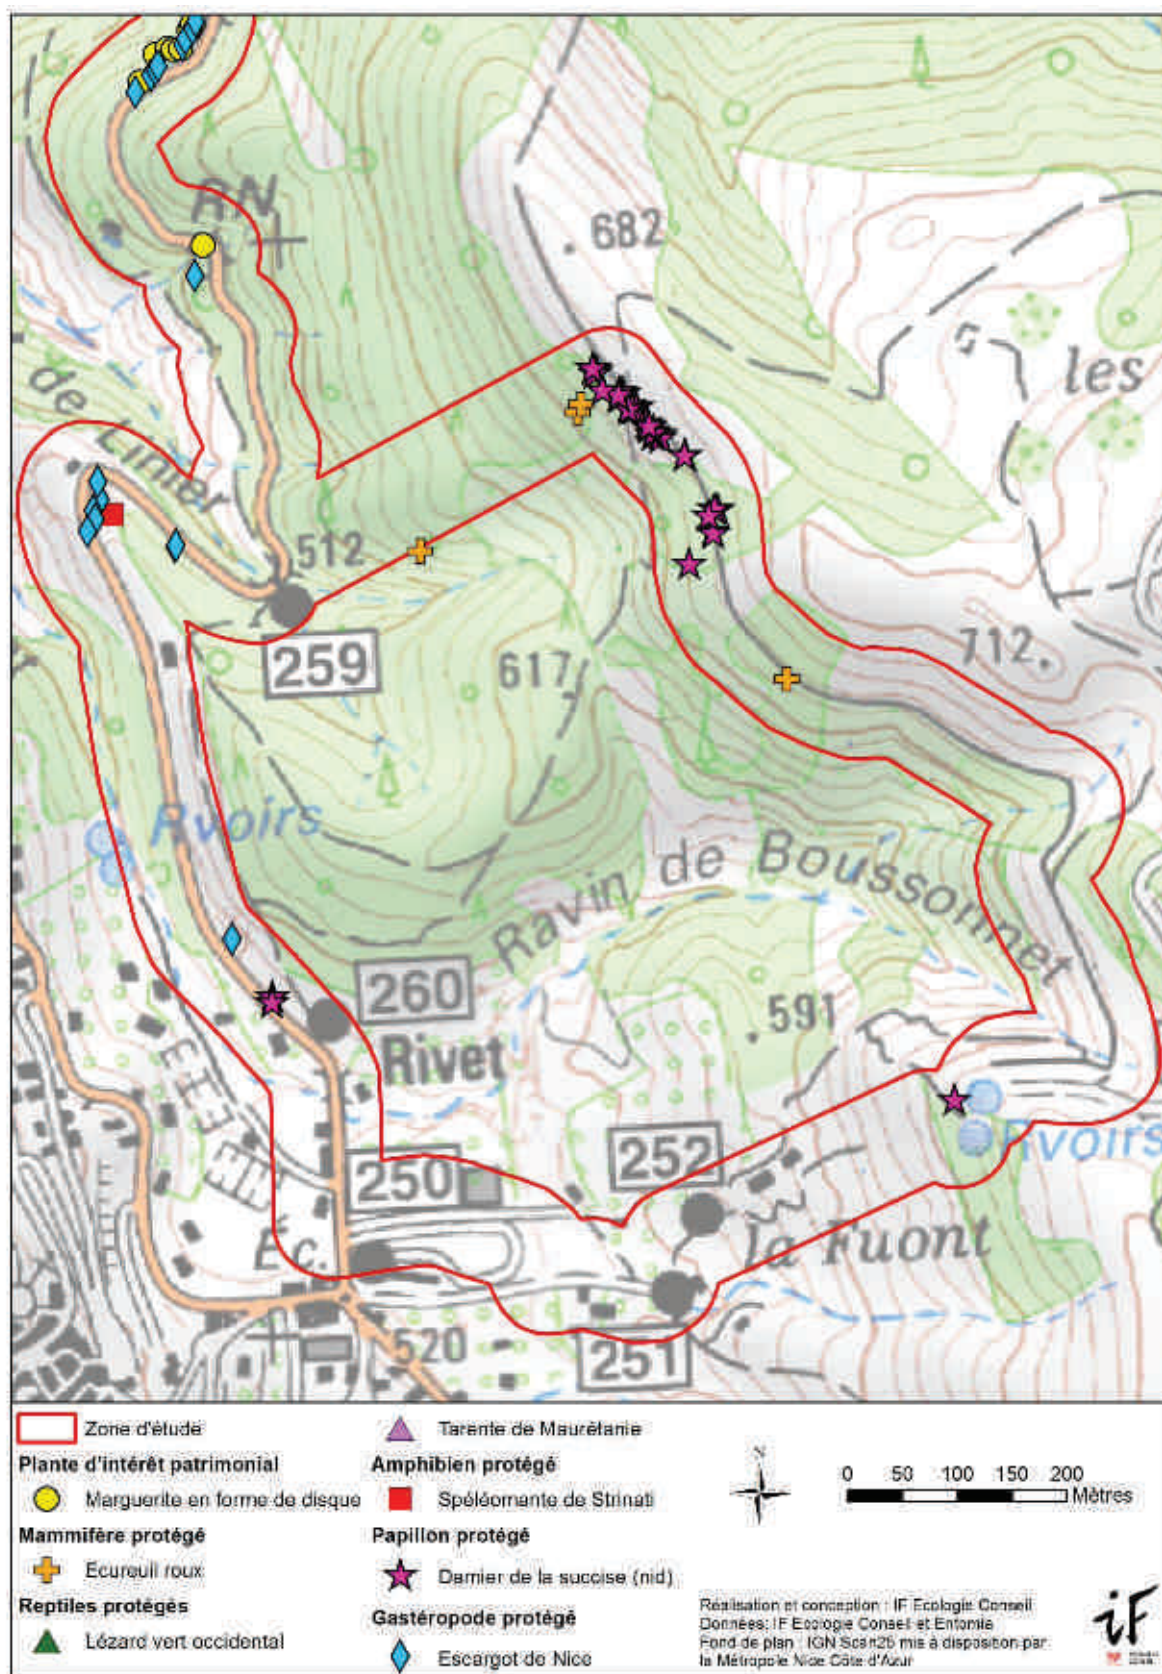 RN
682
les
de Linier
512
259
617
712
Rvoirs
Ravin de Boussonnet
260
Rivet
591
250
252
Rvoirs
Éc.
la Fuont
520
251
Zone d'étude
Plante d'intérêt patrimonial
Marguerite en forme de disque
Mammifère protégé
Ecureuil roux
Reptiles protégés
Lézard vert occidental
Tarente de Maurétanie
Amphibien protégé
Spéléomante de Strinati
Papillon protégé
Damier de la succise (nid)
Gastéropode protégé
Escargot de Nice
N
0 50 100 150 200
Mètres
Réalisation et conception : IF Ecologie Conseil
Données: IF Ecologie Conseil et Entomia
Fond de plan : IGN Scan25 mis à disposition par
la Métropole Nice Côte d'Azur
iF